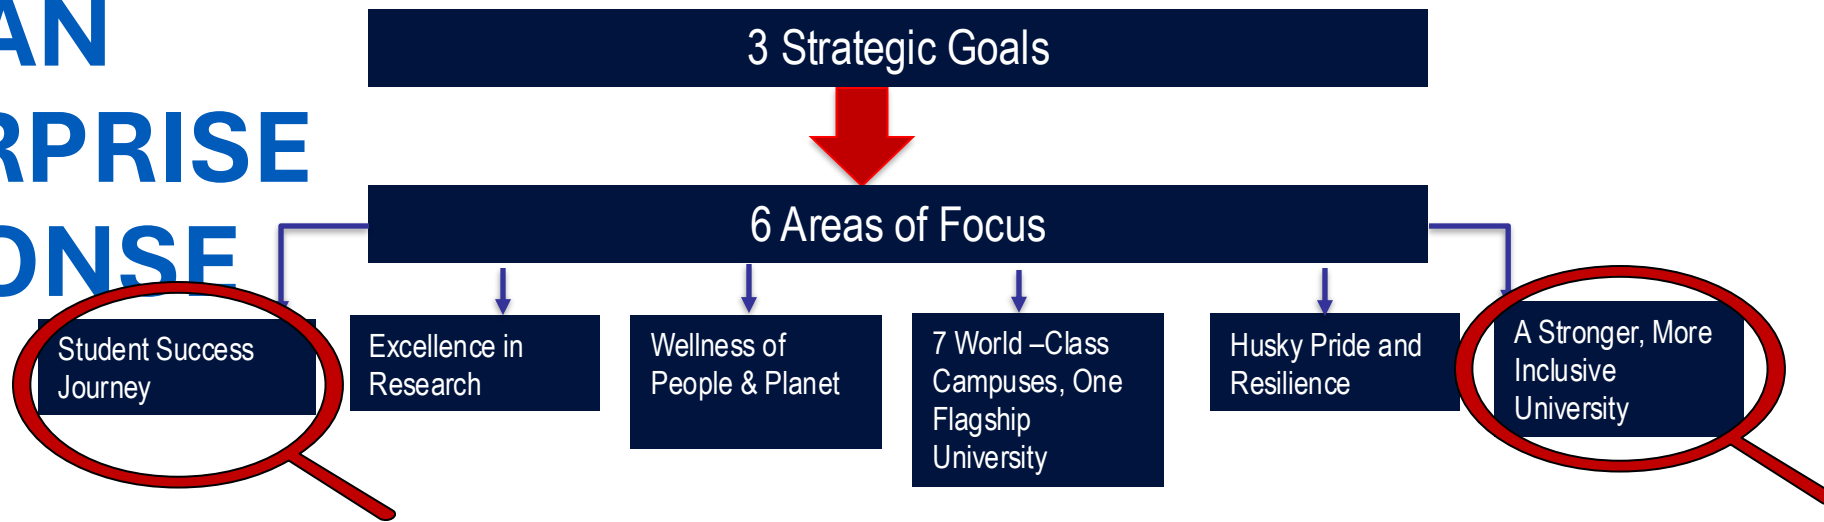 AN
RPRISE
ONSE
3 Strategic Goals
6 Areas of Focus
Student Success
Journey
Excellence in
Research
Wellness of
People & Planet
7 World –Class
Campuses, One
Flagship
University
Husky Pride and
Resilience
A Stronger, More
Inclusive
University